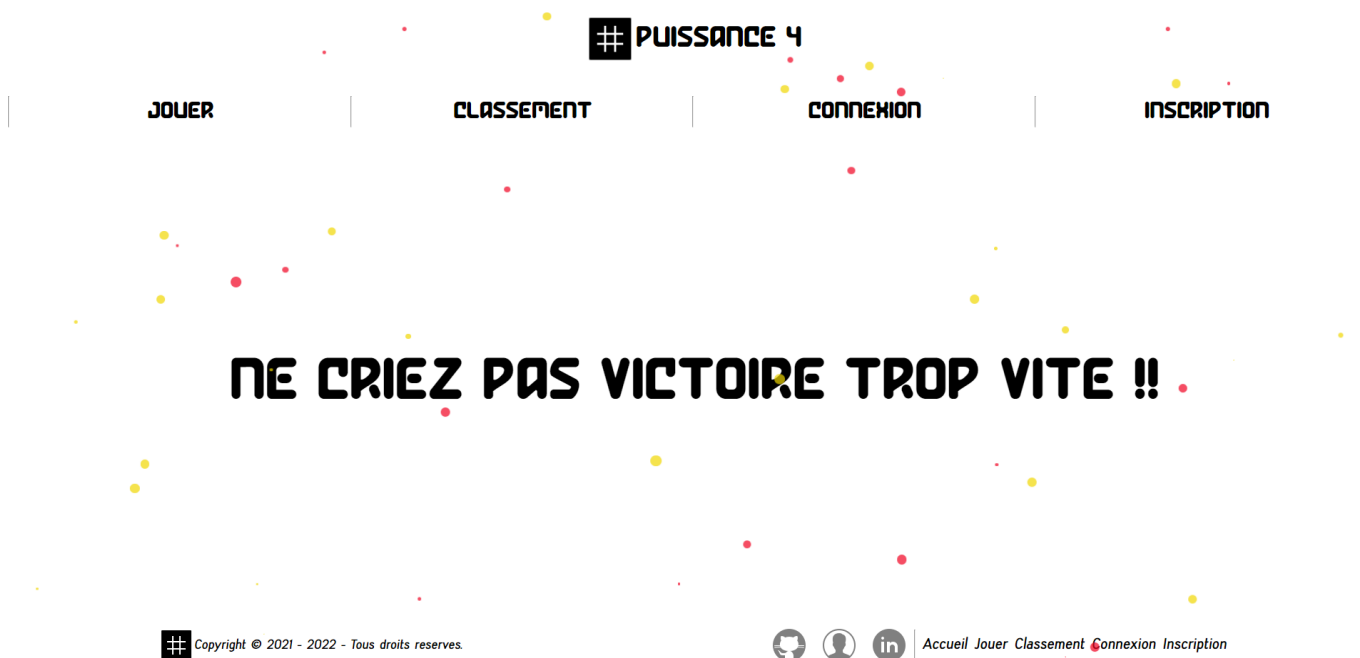 PUISSANCE 4
JOUER CLASSEMENT CONNEXION INSCRIPTION
NE CRIEZ PAS VICTOIRE TROP VITE !!
Copyright © 2021 - 2022 - Tous droits reserves. in Accueil Jouer Classement Connexion Inscription